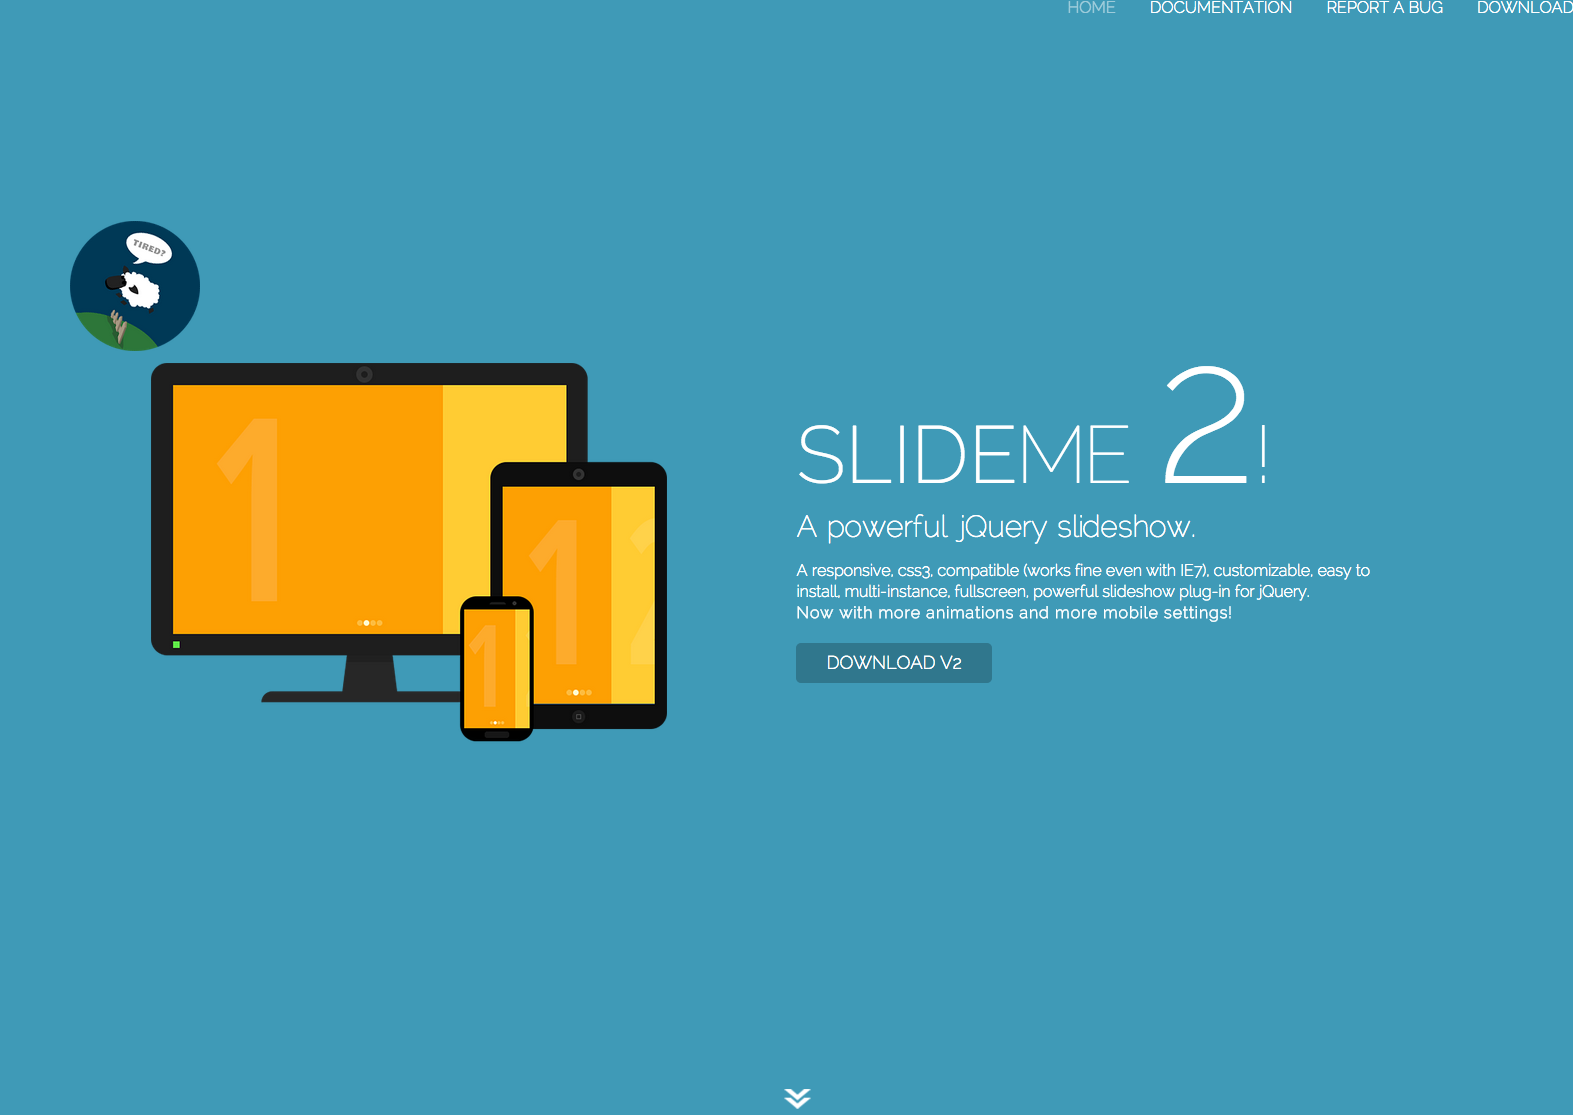 HOME DOCUMENTATION REPORT A BUG DOWNLOAD
TIRED?
1
1 2
1
SLIDEME 2!
A powerful jQuery slideshow.
A responsive, css3, compatible (works fine even with IE7), customizable, easy to
install, multi-instance, fullscreen, powerful slideshow plug-in for jQuery.
Now with more animations and more mobile settings!
DOWNLOAD V2